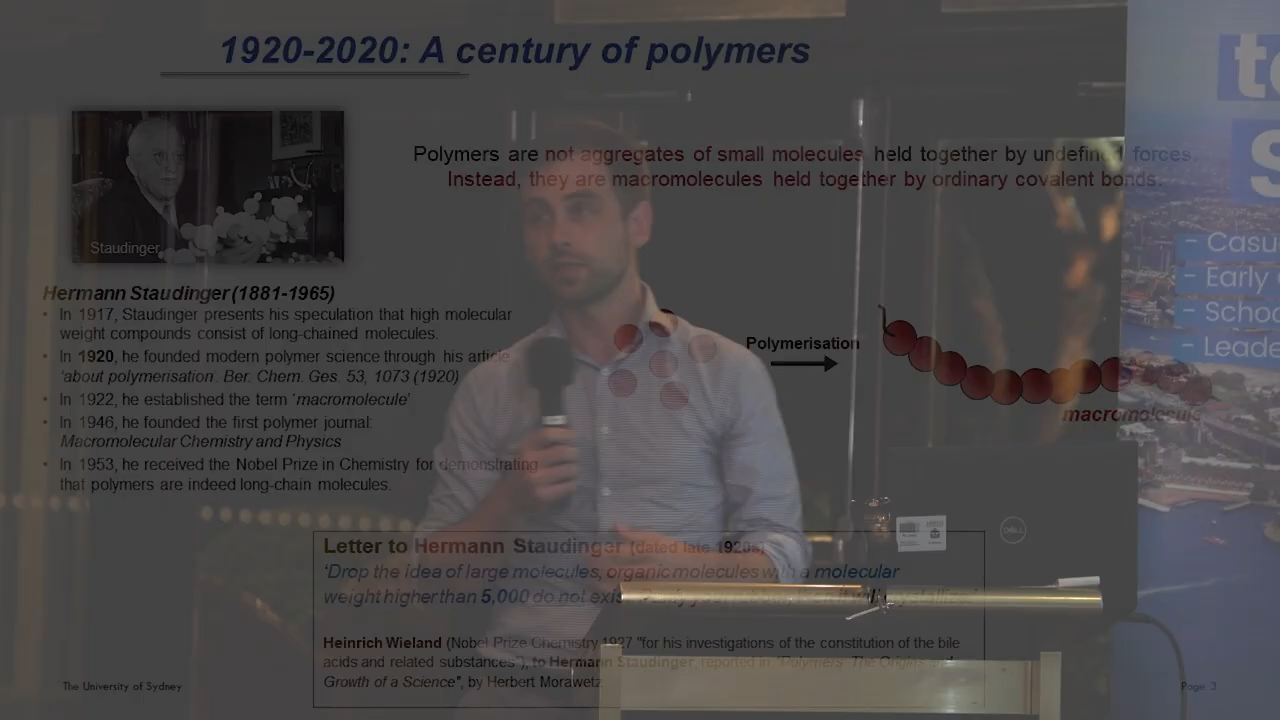 1920-2020: A century of polymers
Staudinger
Polymers are not aggregates of small molecules held together by undefined forces.
Instead, they are macromolecules held together by ordinary covalent bonds.
Hermann Staudinger (1881-1965)
• In 1917, Staudinger presents his speculation that high molecular
weight compounds consist of long-chained molecules.
• In 1920, he founded modern polymer science through his article
'about polymerisation'. Ber. Chem. Ges. 53, 1073 (1920)
• In 1922, he established the term 'macromolecule'
• In 1946, he founded the first polymer journal:
Macromolecular Chemistry and Physics
• In 1953, he received the Nobel Prize in Chemistry for demonstrating
that polymers are indeed long-chain molecules.
Polymerisation
macromolecule
Letter to Hermann Staudinger (dated late 1920s)
'Drop the idea of large molecules, organic molecules with a molecular
weight higher than 5,000 do not exist.
Heinrich Wieland (Nobel Prize Chemistry 1927 "for his investigations of the constitution of the bile
acids and related substances"), to Hermann Staudinger, reported in "Polymers: The Origins and
Growth of a Science", by Herbert Morawetz
The University of Sydney
Page 3
- Casu
- Early
- Schoo
- Leade
DELL